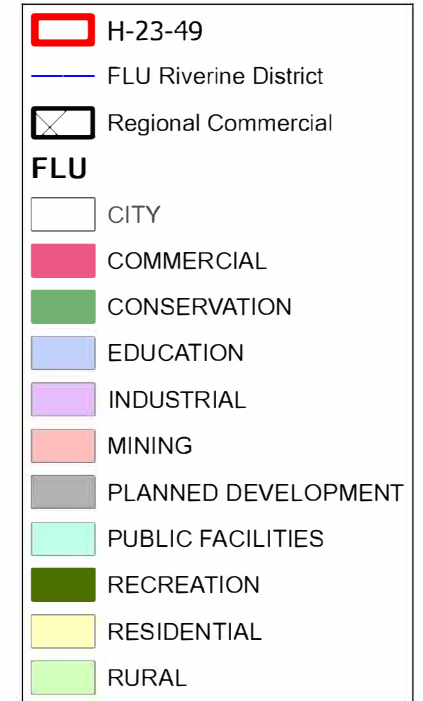 H-23-49
FLU Riverine District
Regional Commercial
FLU
CITY
COMMERCIAL
CONSERVATION
EDUCATION
INDUSTRIAL
MINING
PLANNED DEVELOPMENT
PUBLIC FACILITIES
RECREATION
RESIDENTIAL
RURAL